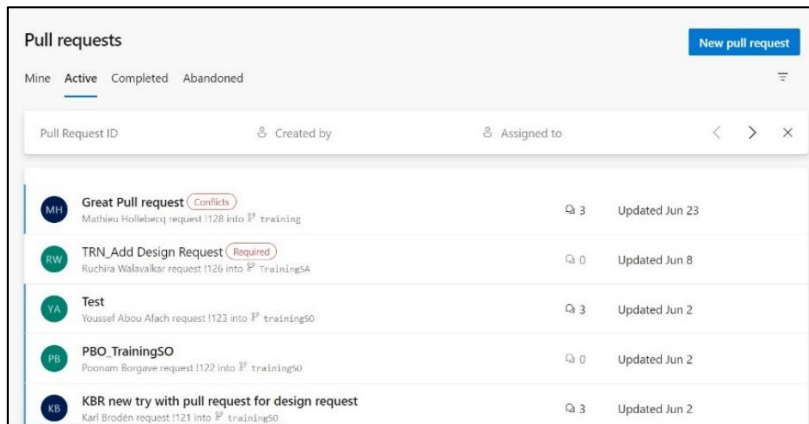 Pull requests
New pull request
Mine Active Completed Abandoned
Pull Request ID Created by Assigned to
MH Great Pull request Conflicts
Mathieu Hollebecq request !128 into training
3 Updated Jun 23
RW TRN_Add Design Request Required
Ruchira Walavalkar request !126 into TrainingSA
0 Updated Jun 8
YA Test
Youssef Abou Afach request !123 into trainingSO
3 Updated Jun 2
PB PBO_TrainingSO
Poonam Borgave request !122 into trainingSO
0 Updated Jun 2
KB KBR new try with pull request for design request
Karl Brodén request !121 into trainingSO
3 Updated Jun 2